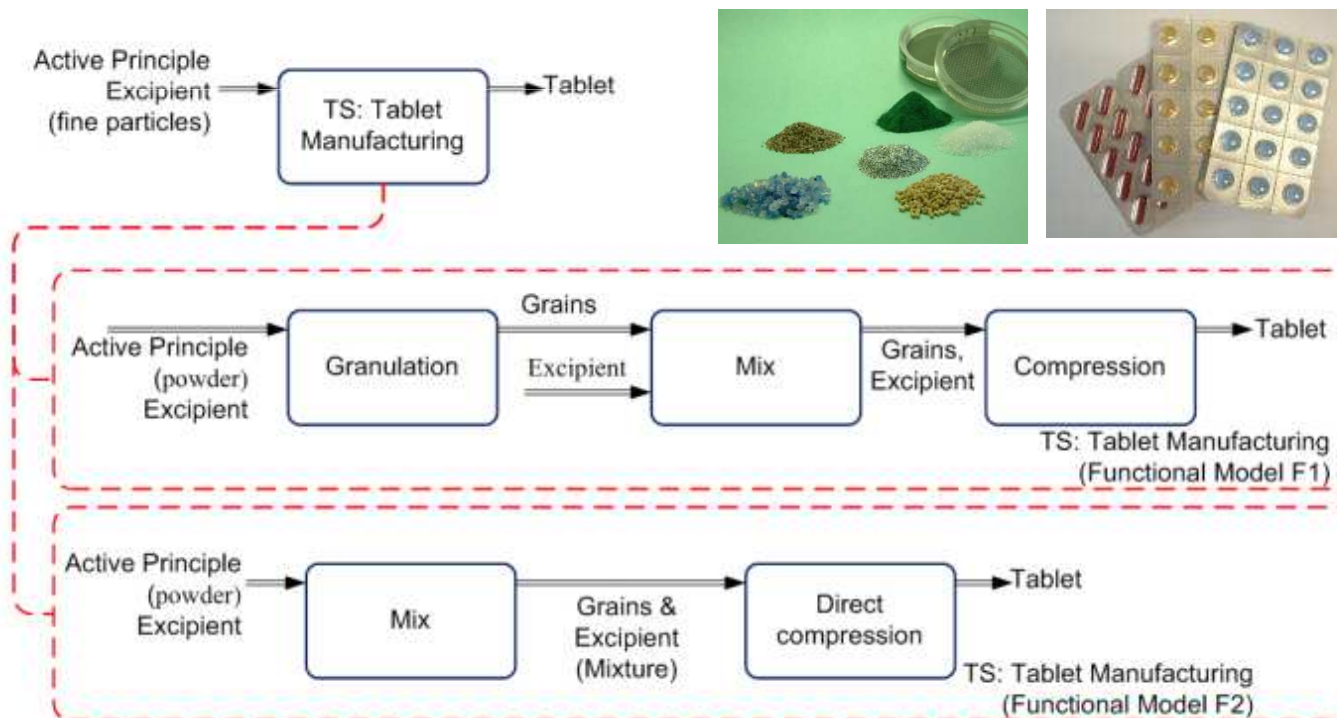 Active Principle
Excipient
(fine particles)
TS: Tablet
Manufacturing
Tablet
Active Principle
(powder)
Excipient
Granulation
Grains
Excipient
Mix
Grains,
Excipient
Compression
Tablet
TS: Tablet Manufacturing
(Functional Model F1)
Active Principle
(powder)
Excipient
Mix
Grains &
Excipient
(Mixture)
Direct
compression
Tablet
TS: Tablet Manufacturing
(Functional Model F2)